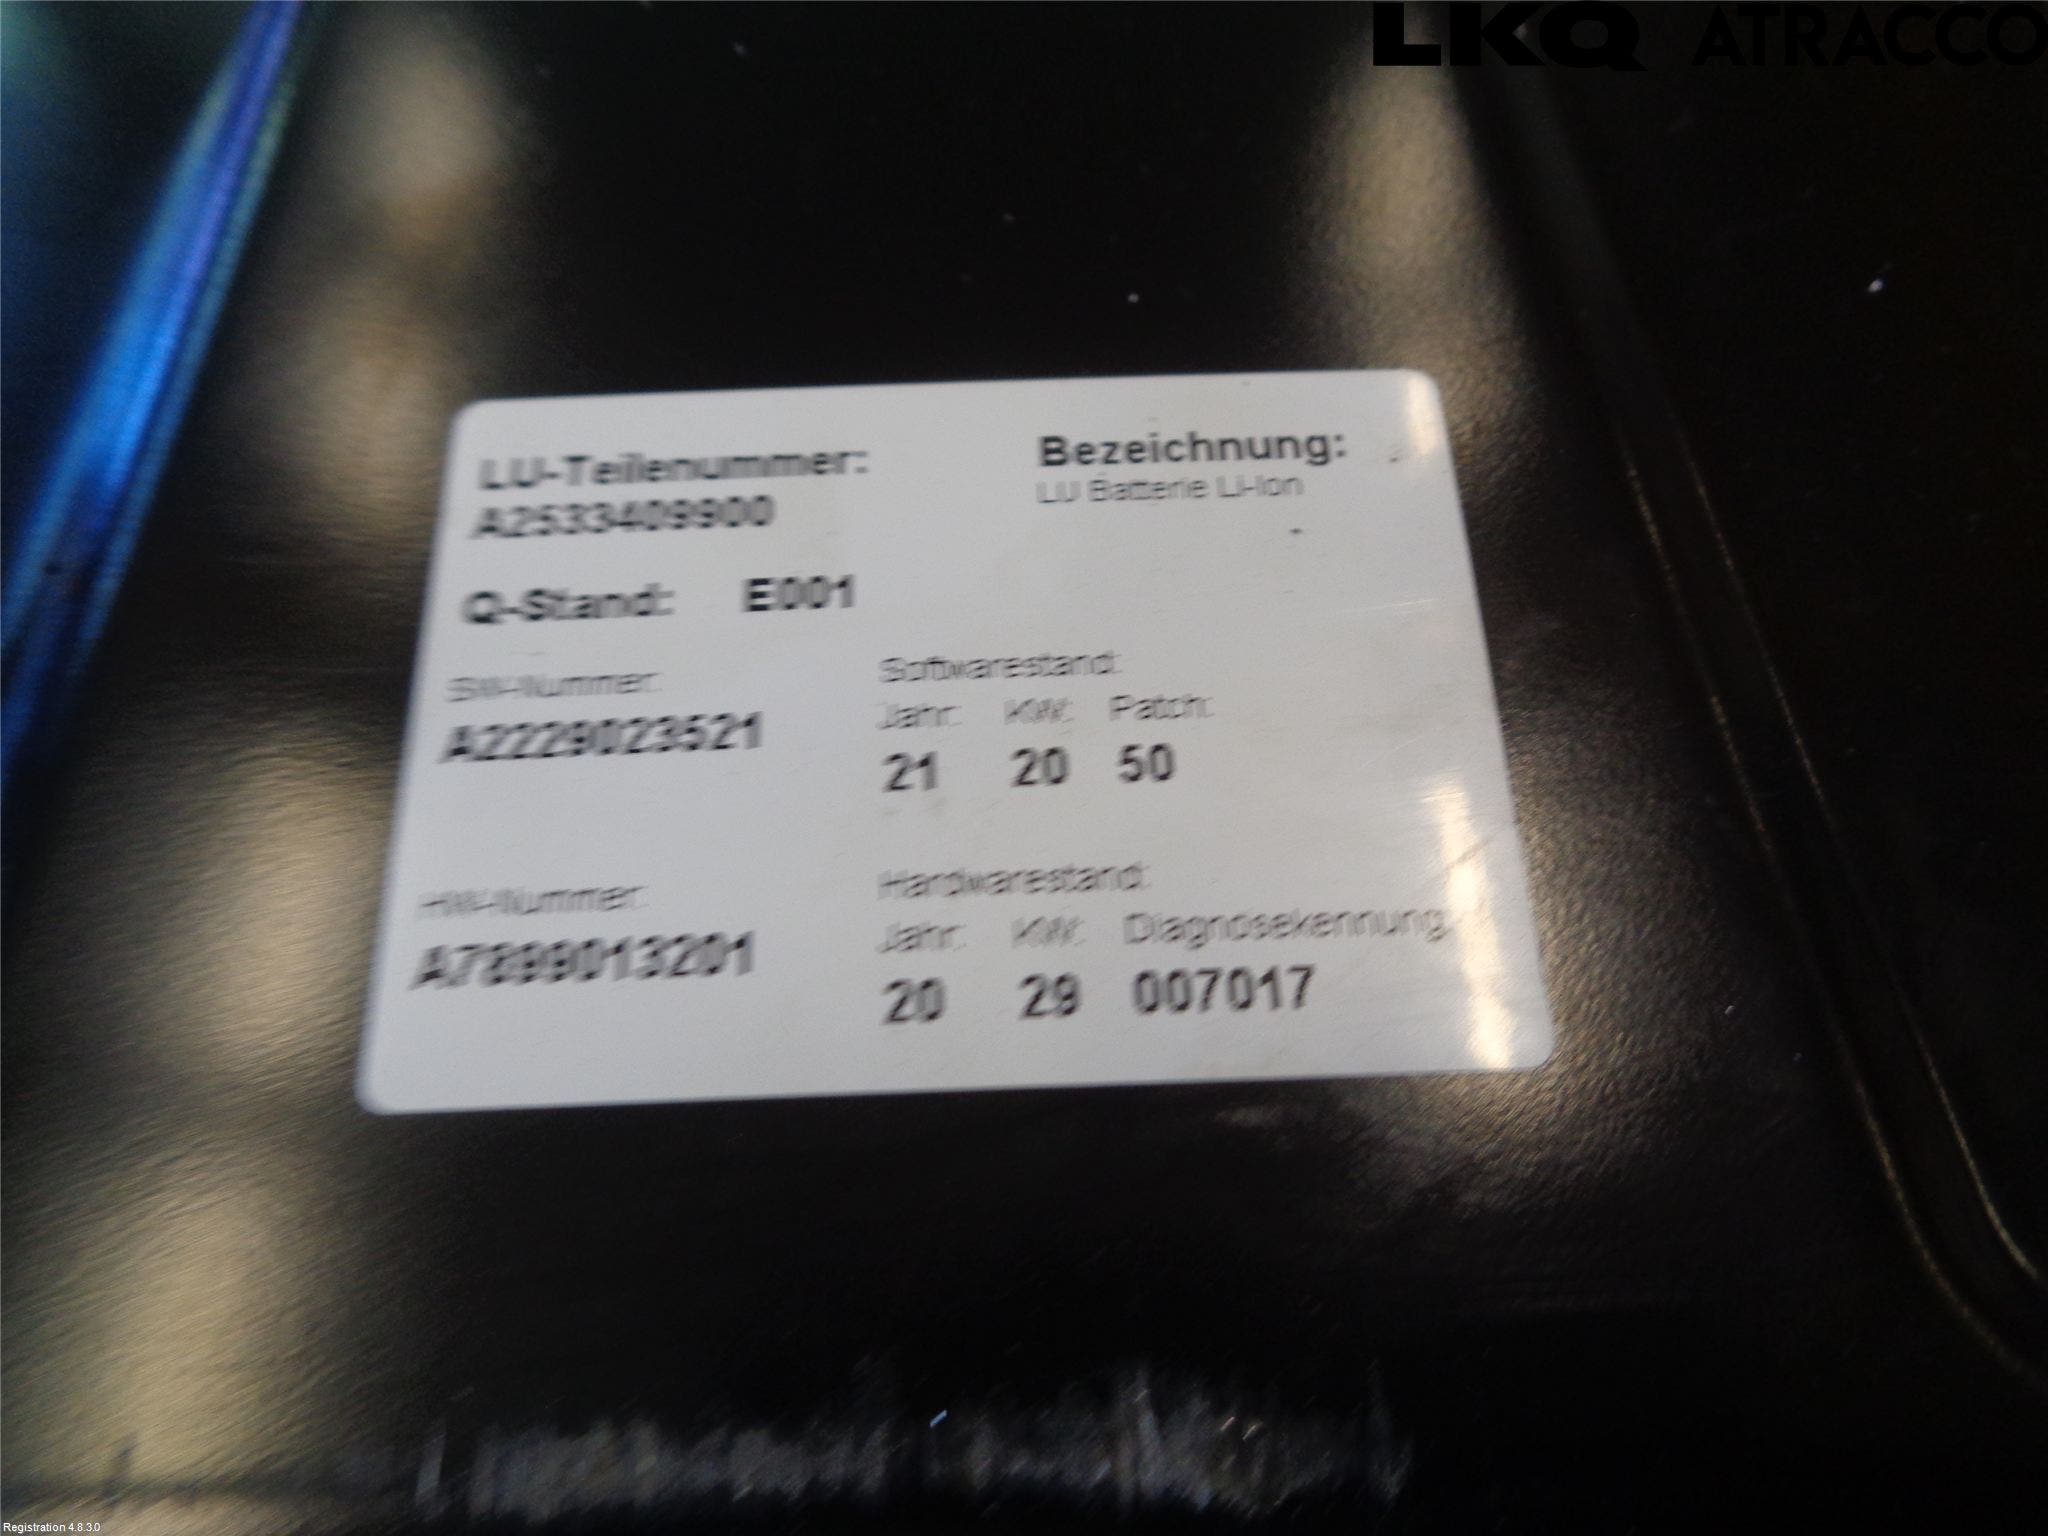 LKQ ATRACCO
LU-Teilenummer:
A2533409900
Bezeichnung:
LU Batterie Li-Ion
Q-Stand: E001
SW-Nummer:
A2229023521
Softwarestand:
Jahr: KW: Patch:
21 20 50
HW-Nummer:
A7899013201
Hardwarestand:
Jahr: KW: Diagnosekennung:
20 29 007017
Registration 4.8.3.0